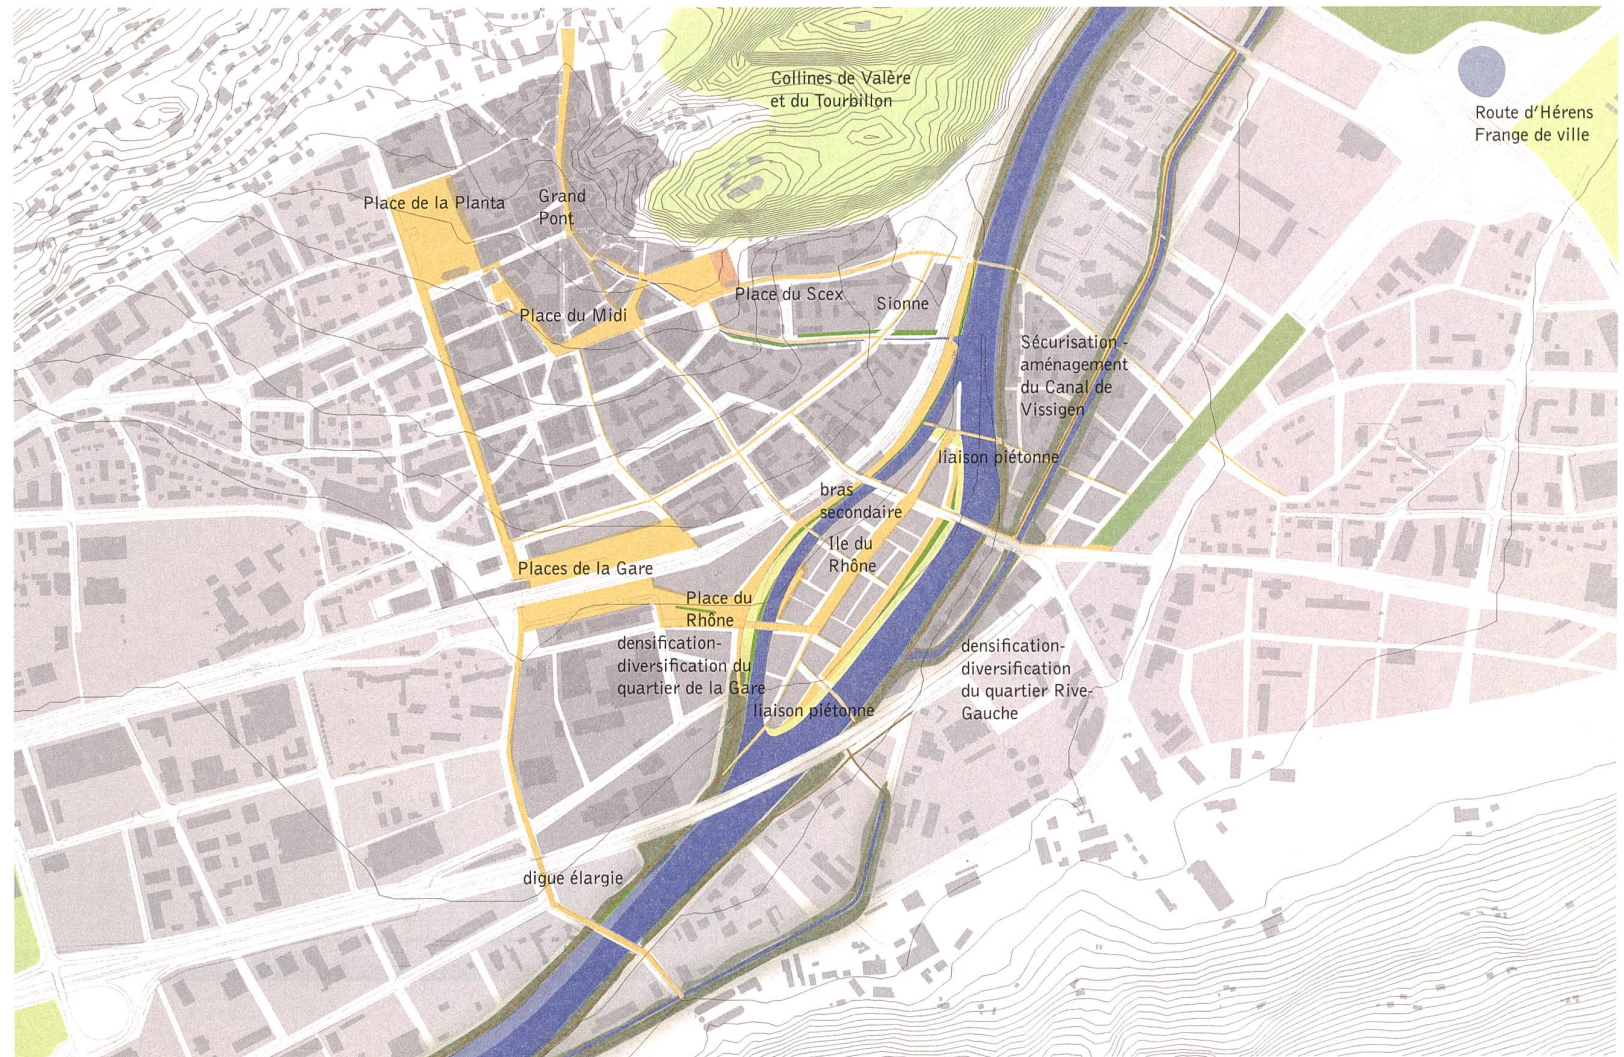 Collines de Valère
et du Tourbillon
Route d'Hérens
Frange de ville
Place de la Planta
Grand
Pont
Place du Midi
Place du Scex
Sionne
Sécurisation -
aménagement
du Canal de
Vissigen
liaison piétonne
bras
secondaire
Ile du
Rhône
Places de la Gare
Place du
Rhône
densification-
diversification du
quartier de la Gare
densification-
diversification
du quartier Rive-
Gauche
liaison piétonne
digue élargie